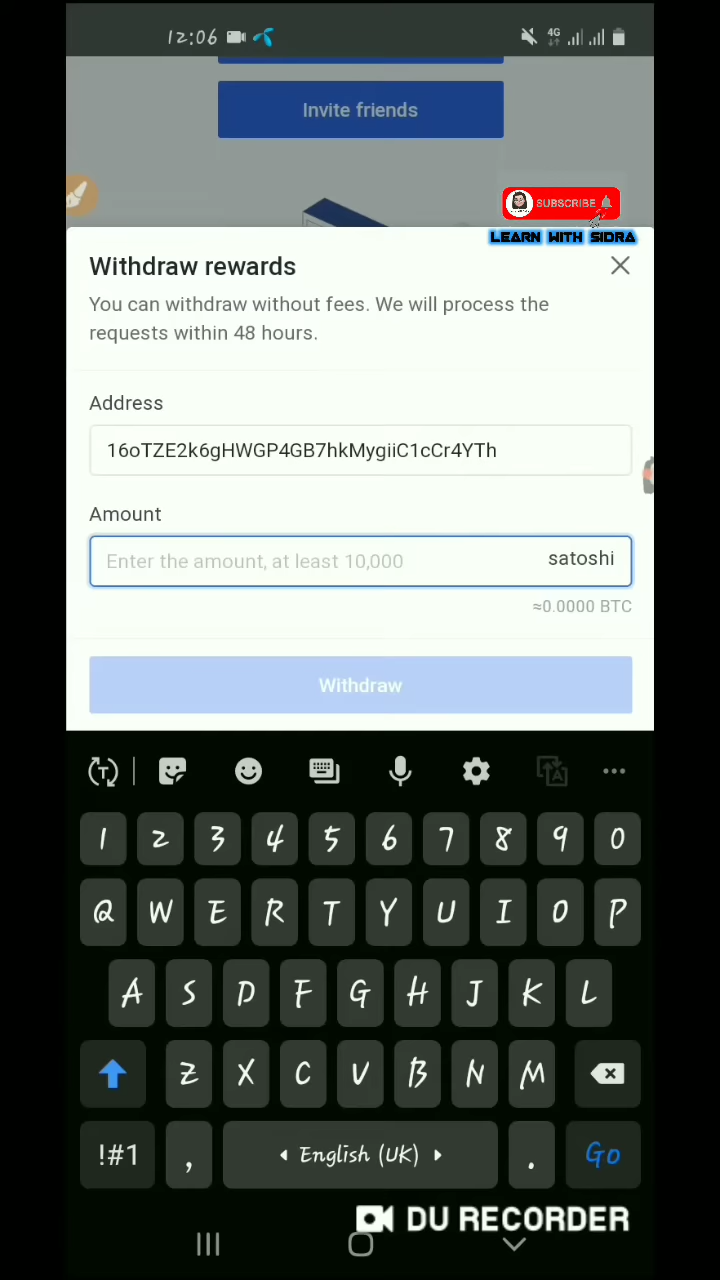 12:06
4G
Invite friends
SUBSCRIBE
LEARN WITH SIDRA
Withdraw rewards
You can withdraw without fees. We will process the
requests within 48 hours.
Address
16oTZE2k6gHWGP4GB7hkMygiiC1cCr4YTh
Amount
Enter the amount, at least 10,000 satoshi
≈0.0000 BTC
Withdraw
T
1 2 3 4 5 6 7 8 9 0
Q W E R T Y U I O P
A S D F G H J K L
Z X C V B N M
!#1 , English (UK) . Go
DU RECORDER